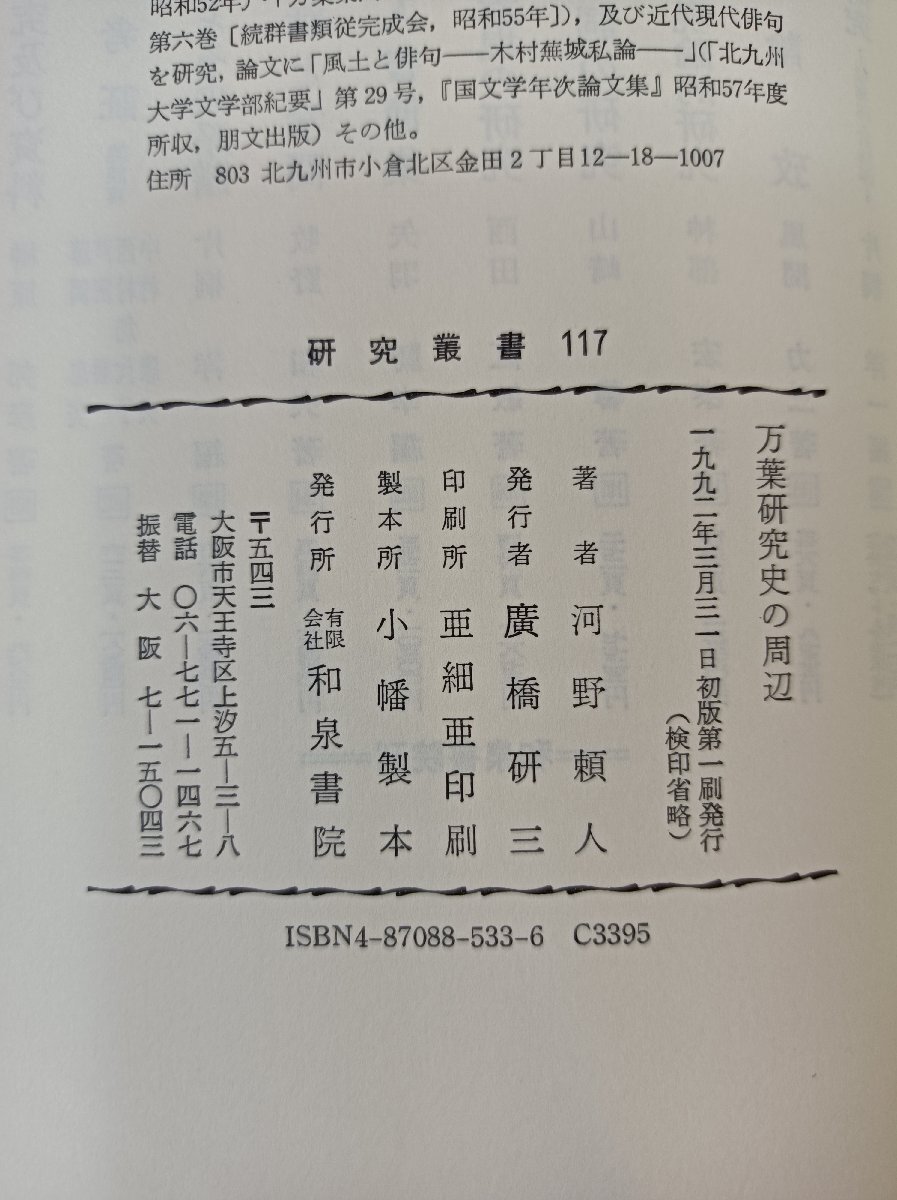 昭和52年）
第六巻〔続群書類従完成会，昭和55年〕），及び近代現代俳句
を研究，論文に「風土と俳句――木村蕪城私論――」（「北九州
大学文学部紀要」第29号，『国文学年次論文集』昭和57年度
所収，朋文出版）その他。
住所　803 北九州市小倉北区金田2丁目12―18―1007
研究叢書 117
万葉研究史の周辺
一九九二年三月三一日初版第一刷発行
（検印省略）
著者　河野頼人
発行者　廣橋研三
印刷所　亜細亜印刷
製本所　小幡製本
発行所　有限会社 和泉書院
〒五四三
大阪市天王寺区上汐五―三―八
電話　〇六―七七一―一四六七
振替　大阪　七―一五〇四三
ISBN4-87088-533-6　C3395